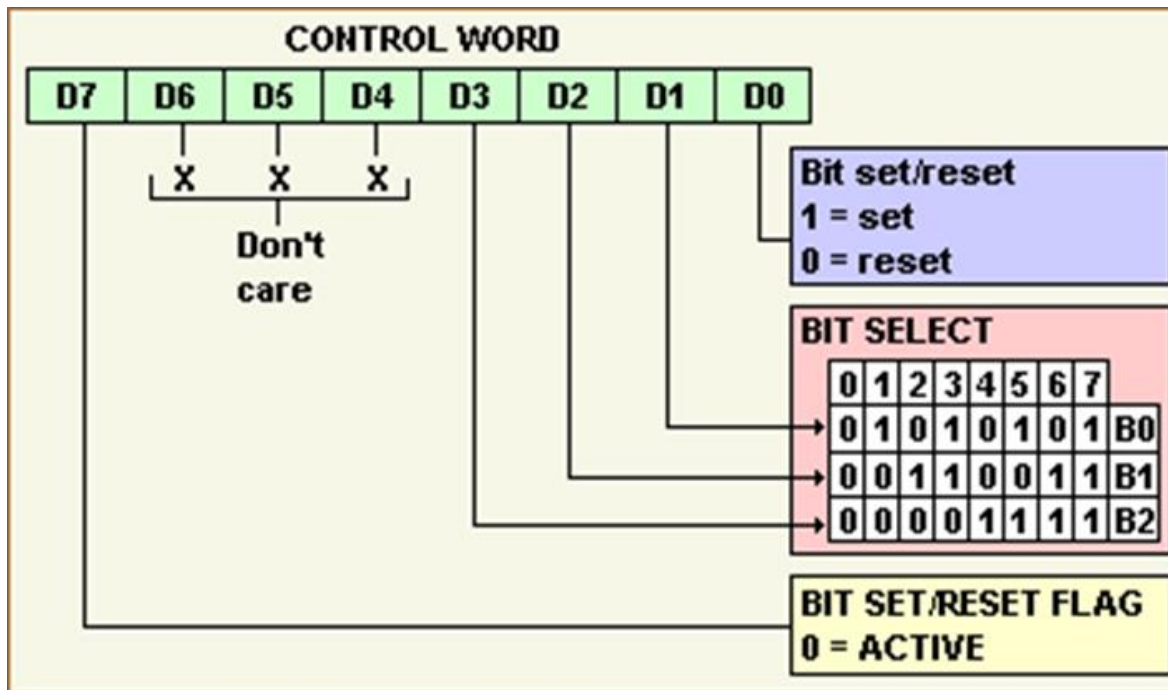 CONTROL WORD
D7 D6 D5 D4 D3 D2 D1 D0
X X X
Don't
care
Bit set/reset
1 = set
0 = reset
BIT SELECT
0 1 2 3 4 5 6 7
0 1 0 1 0 1 0 1 B0
0 0 1 1 0 0 1 1 B1
0 0 0 0 1 1 1 1 B2
BIT SET/RESET FLAG
0 = ACTIVE